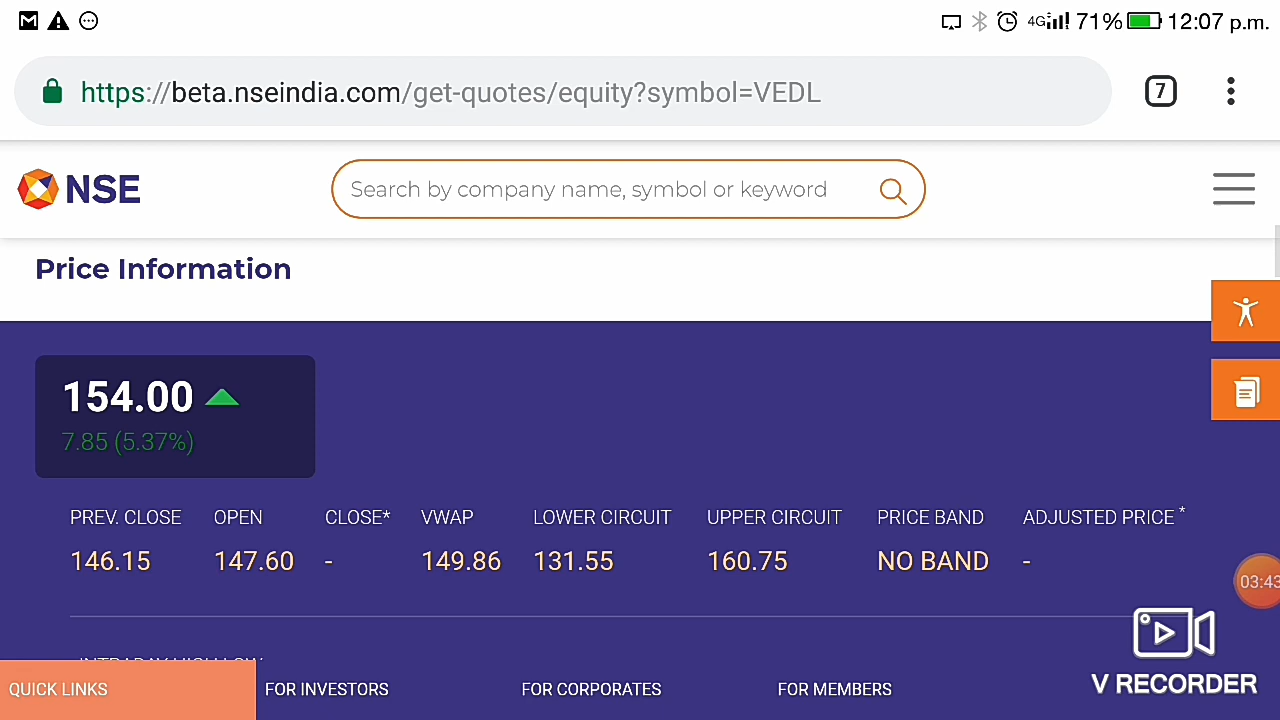 4G 71% 12:07 p.m.
https://beta.nseindia.com/get-quotes/equity?symbol=VEDL 7
NSE Search by company name, symbol or keyword
Price Information
154.00
7.85 (5.37%)
PREV. CLOSE OPEN CLOSE* VWAP LOWER CIRCUIT UPPER CIRCUIT PRICE BAND ADJUSTED PRICE *
146.15 147.60 - 149.86 131.55 160.75 NO BAND -
03:43
QUICK LINKS FOR INVESTORS FOR CORPORATES FOR MEMBERS
V RECORDER